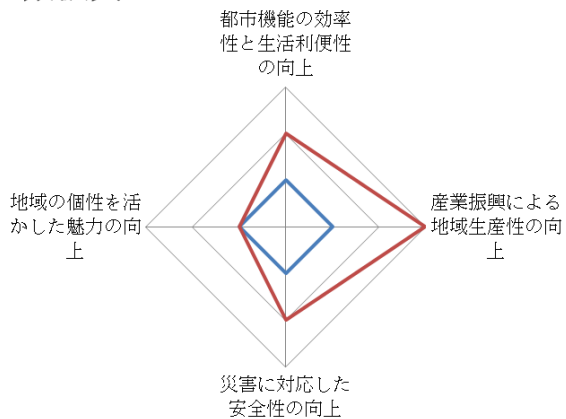 都市機能の効率
性と生活利便性
の向上
地域の個性を活
かした魅力の向
上
産業振興による
地域生産性の向
上
災害に対応した
安全性の向上